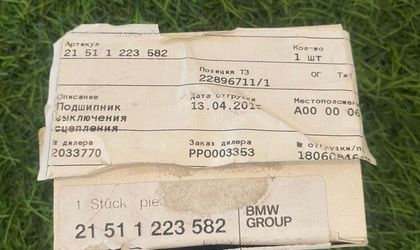 Артикул
Кол-во
21 51 1 223 582
1 шт
Позиция ТЗ
ОГ
22896711/1
Описание
Дата отгрузки
Подшипник
13.04.201
выключения
A00 00 06
сцепления
№ дилера
Заказ дилера
2033770
PP0003353
1 Stück
21 51 1 223 582
BMW
GROUP